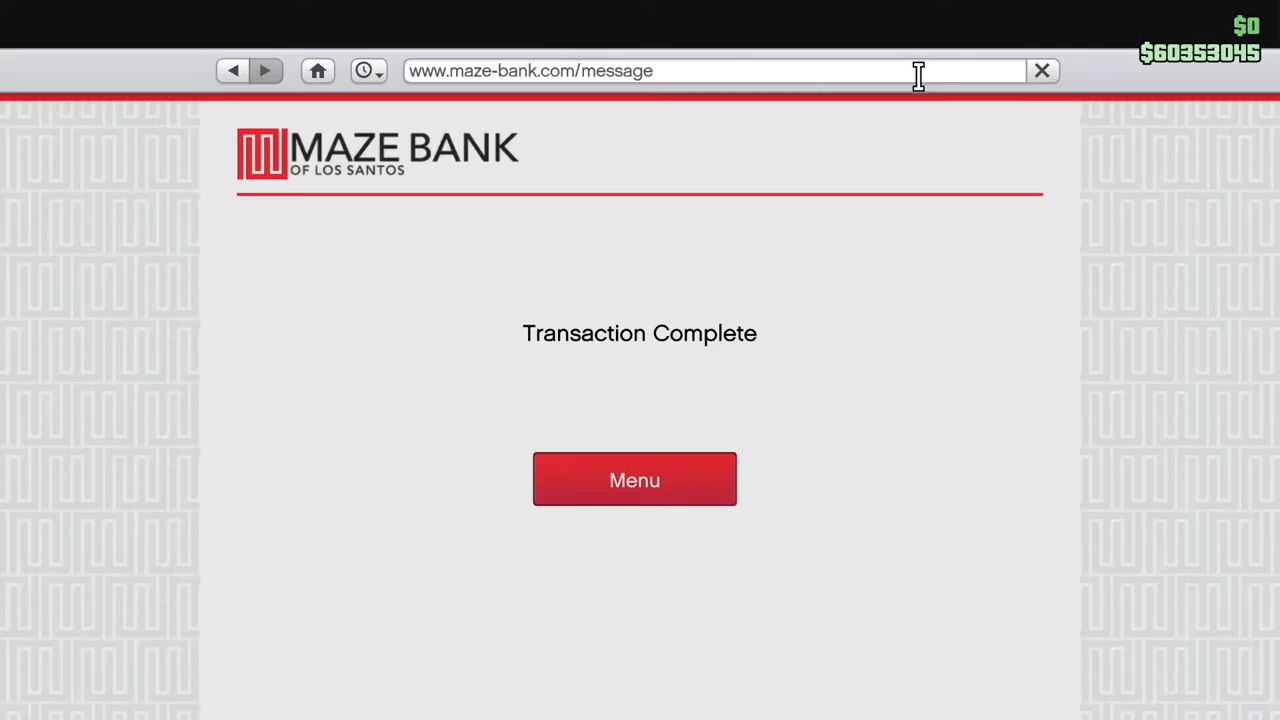 $0
$60353045
www.maze-bank.com/message
MAZE BANK
OF LOS SANTOS
Transaction Complete
Menu